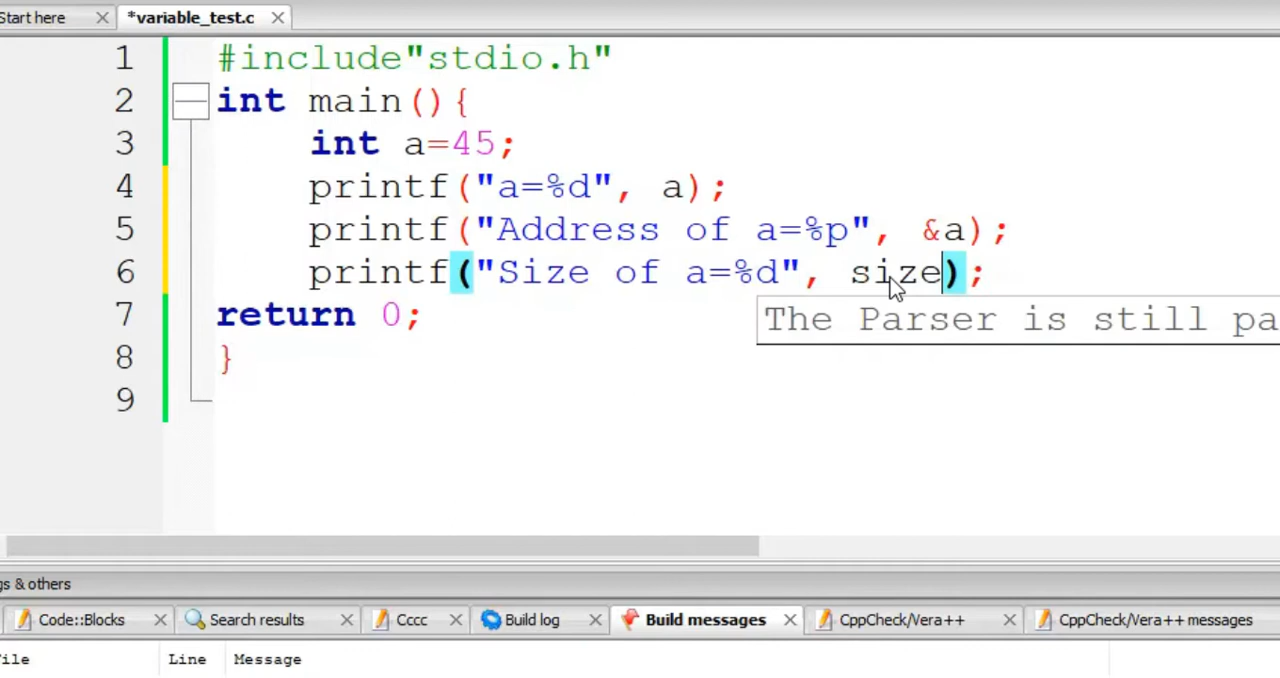 Start here
*variable_test.c
1 #include"stdio.h"
2 int main(){
3 int a=45;
4 printf("a=%d", a);
5 printf("Address of a=%p", &a);
6 printf("Size of a=%d", size);
7 return 0;
The Parser is still pa
8 }
9
gs & others
Code::Blocks
Search results
Cccc
Build log
Build messages
CppCheck/Vera++
CppCheck/Vera++ messages
File Line Message